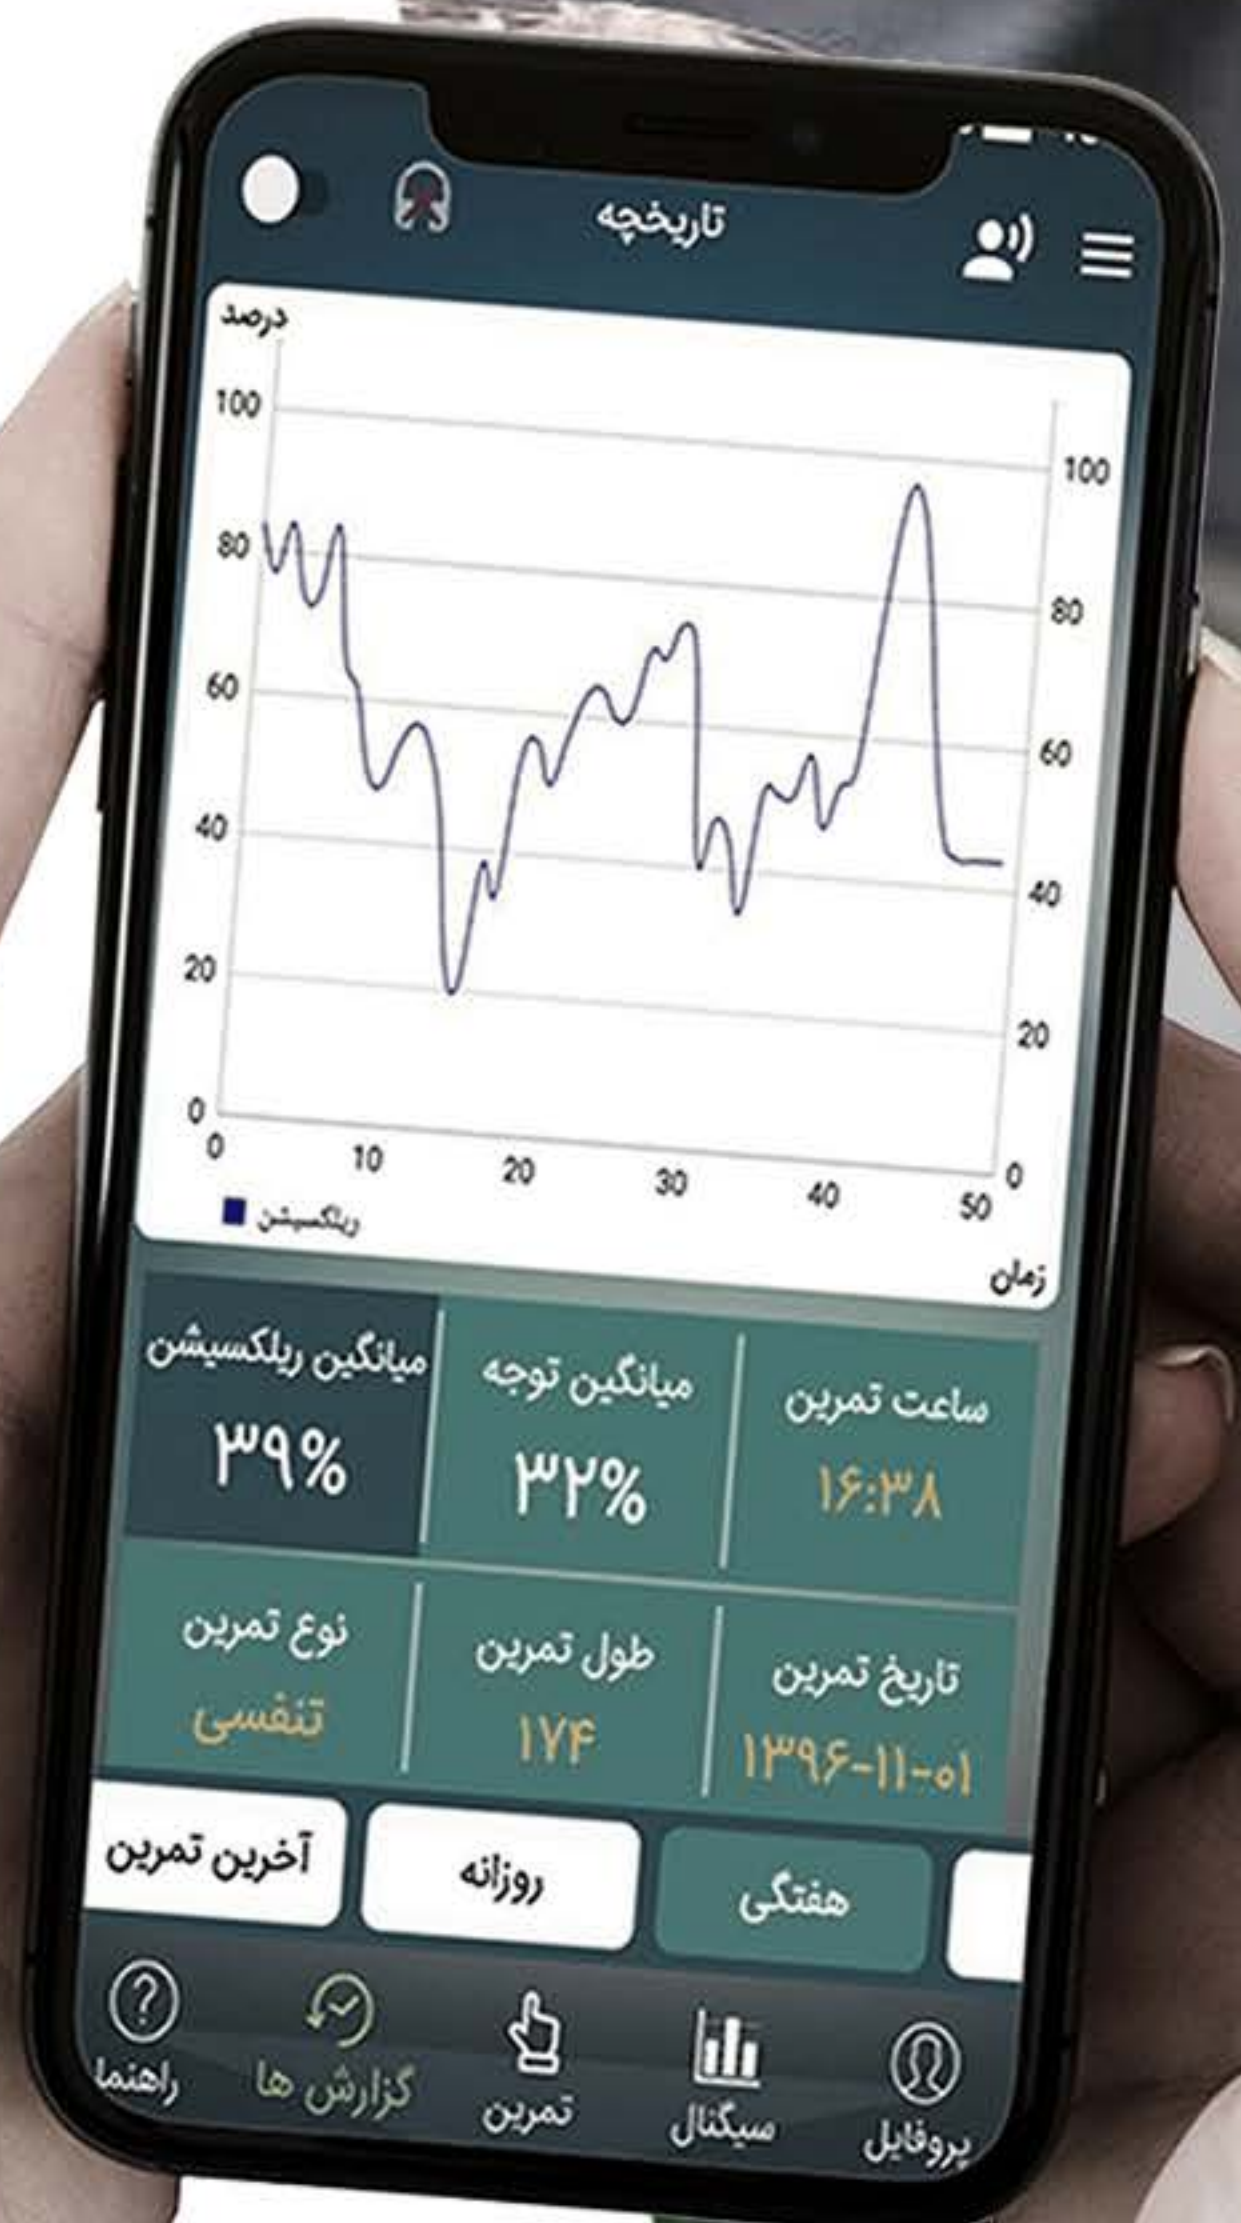 تاریخچه
درصد
100
80
60
40
20
0
100
80
60
40
20
0
0 10 20 30 40 50
ریلکسیشن
زمان
ساعت تمرین
۱۶:۳۸
میانگین توجه
۳۲%
میانگین ریلکسیشن
۳۹%
تاریخ تمرین
۱۳۹۶-۱۱-۰۱
طول تمرین
۱۷۴
نوع تمرین
تنفسی
هفتگی
روزانه
آخرین تمرین
پروفایل
سیگنال
تمرین
گزارش ها
راهنما